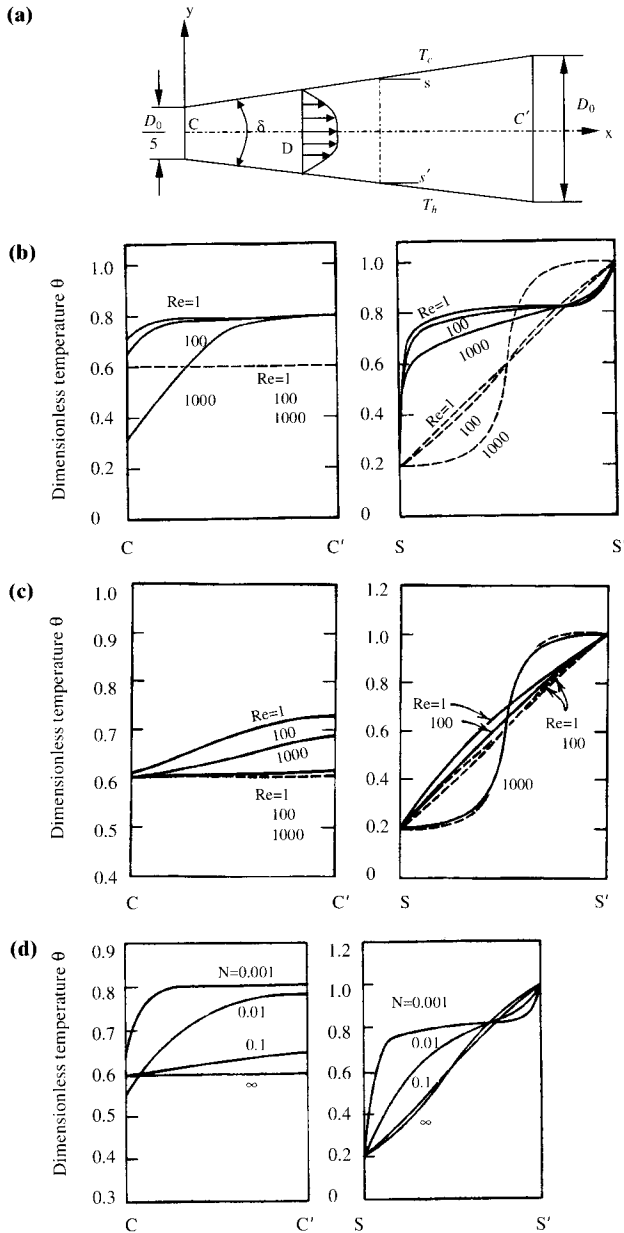 (a)
y
T_c
s
D_0
D_0/5
C
δ
D
C′
x
s′
T_h
(b)
Dimensionless temperature θ
1.0
0.8
0.6
0.4
0.2
0
Re=1
100
1000
Re=1
100
1000
C
C′
1.0
0.8
0.6
0.4
0.2
0
Re=1
100
1000
Re=1
100
1000
S
S′
(c)
Dimensionless temperature θ
1.0
0.9
0.8
0.7
0.6
0.5
0.4
Re=1
100
1000
Re=1
100
1000
C
C′
1.2
1.0
0.8
0.6
0.4
0.2
0
Re=1
100
Re=1
100
1000
S
S′
(d)
Dimensionless temperature θ
0.9
0.8
0.7
0.6
0.5
0.4
0.3
N=0.001
0.01
0.1
∞
C
C′
1.2
1.0
0.8
0.6
0.4
0.2
0
N=0.001
0.01
0.1
∞
S
S′